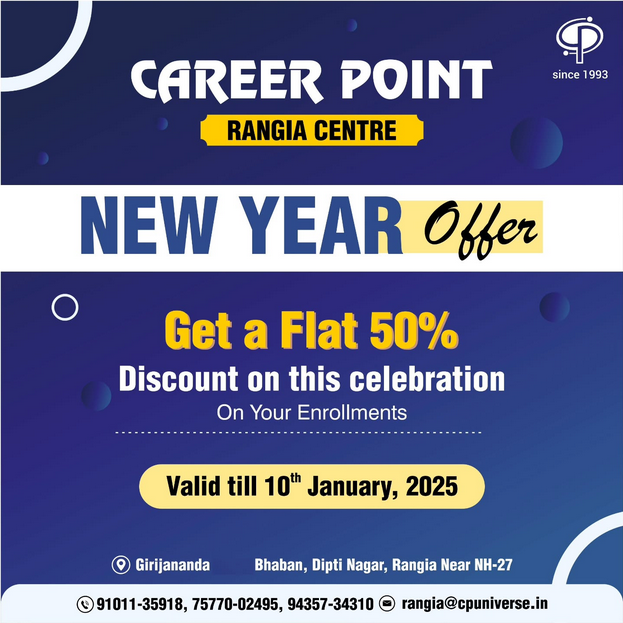 CP
since 1993
CAREER POINT
RANGIA CENTRE
NEW YEAR Offer
Get a Flat 50%
Discount on this celebration
On Your Enrollments
Valid till 10th January, 2025
Girijananda Bhaban, Dipti Nagar, Rangia Near NH-27
91011-35918, 75770-02495, 94357-34310 rangia@cpuniverse.in